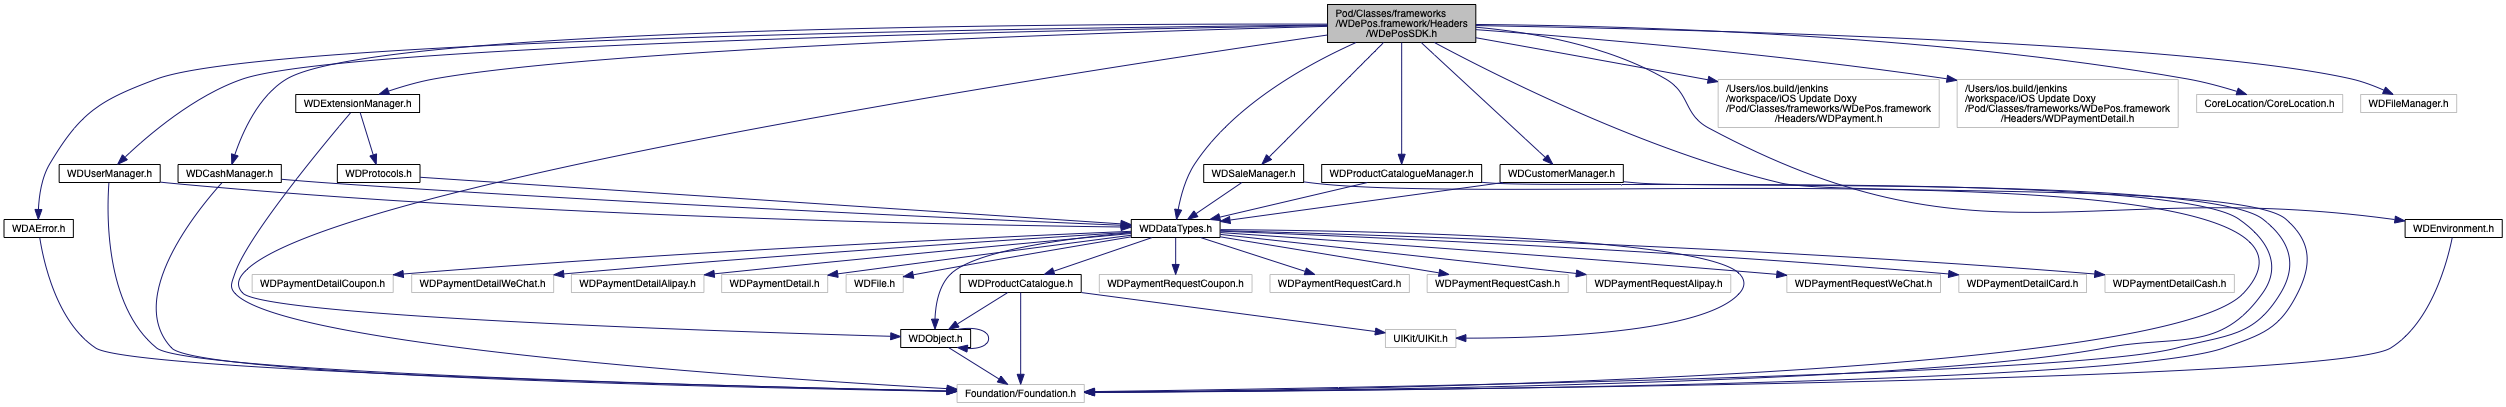 Pod/Classes/frameworks
/WDePos.framework/Headers
/WDePosSDK.h
WDExtensionManager.h
/Users/ios.build/jenkins
/workspace/iOS Update Doxy
/Pod/Classes/frameworks/WDePos.framework
/Headers/WDPayment.h
/Users/ios.build/jenkins
/workspace/iOS Update Doxy
/Pod/Classes/frameworks/WDePos.framework
/Headers/WDPaymentDetail.h
CoreLocation/CoreLocation.h
WDFileManager.h
WDUserManager.h
WDCashManager.h
WDProtocols.h
WDSaleManager.h
WDProductCatalogueManager.h
WDCustomerManager.h
WDAError.h
WDDataTypes.h
WDEnvironment.h
WDPaymentDetailCoupon.h
WDPaymentDetailWeChat.h
WDPaymentDetailAlipay.h
WDPaymentDetail.h
WDFile.h
WDProductCatalogue.h
WDPaymentRequestCoupon.h
WDPaymentRequestCard.h
WDPaymentRequestCash.h
WDPaymentRequestAlipay.h
WDPaymentRequestWeChat.h
WDPaymentDetailCard.h
WDPaymentDetailCash.h
WDObject.h
UIKit/UIKit.h
Foundation/Foundation.h